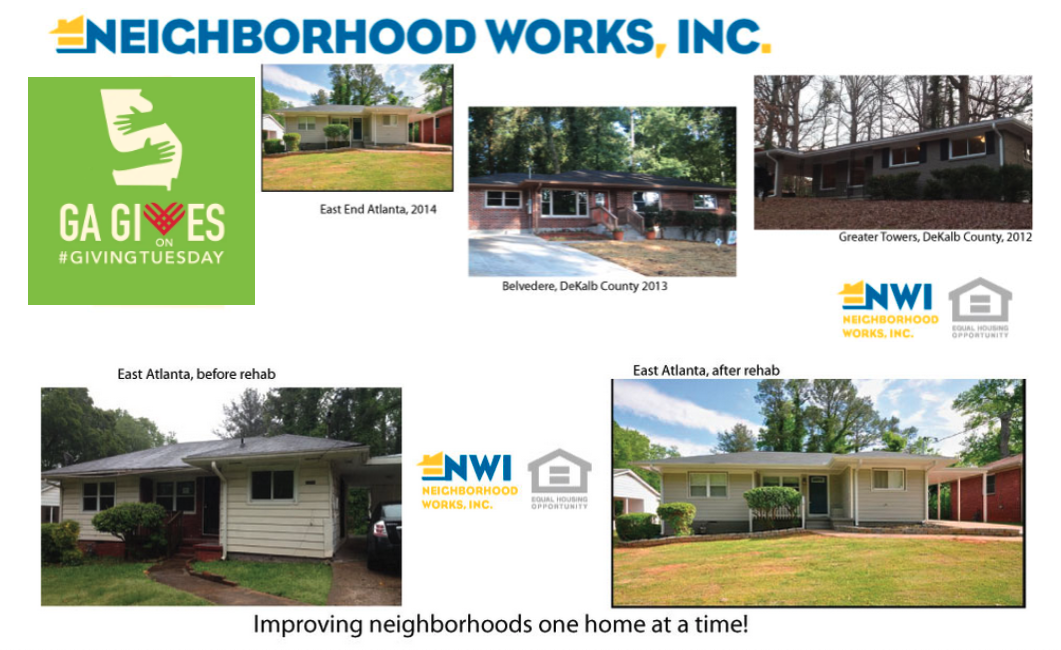 NEIGHBORHOOD WORKS, INC.
GA GIVES
ON
#GIVINGTUESDAY
East End Atlanta, 2014
Belvedere, DeKalb County 2013
Greater Towers, DeKalb County, 2012
NWI
NEIGHBORHOOD
WORKS, INC.
EQUAL HOUSING
OPPORTUNITY
East Atlanta, before rehab
East Atlanta, after rehab
NWI
NEIGHBORHOOD
WORKS, INC.
EQUAL HOUSING
OPPORTUNITY
Improving neighborhoods one home at a time!